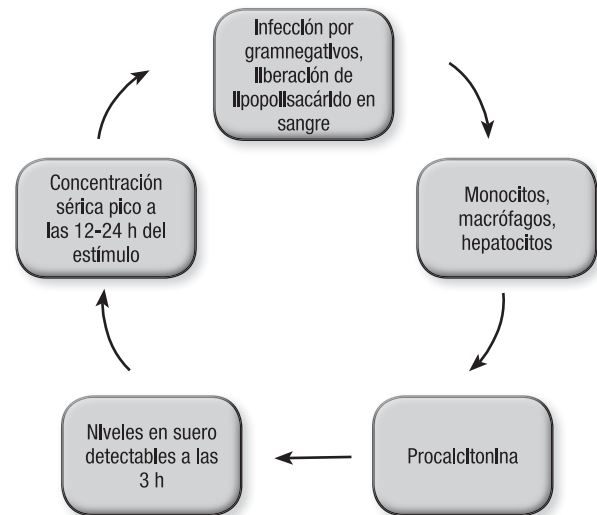 Infección por
gramnegativos,
liberación de
lipopolisacárido en
sangre
Monocitos,
macrófagos,
hepatocitos
Procalcitonina
Niveles en suero
detectables a las
3 h
Concentración
sérica pico a
las 12-24 h del
estímulo